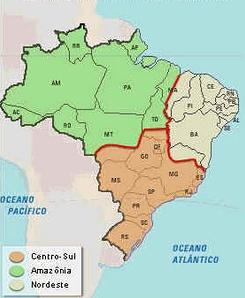 RR
AP
AM
PA
MA
CE
RN
PB
PE
AL
SE
PI
AC
RO
TO
MT
BA
DF
GO
MG
ES
MS
SP
RJ
PR
SC
RS
OCEANO
PACÍFICO
OCEANO
ATLÂNTICO
Centro-Sul
Amazônia
Nordeste